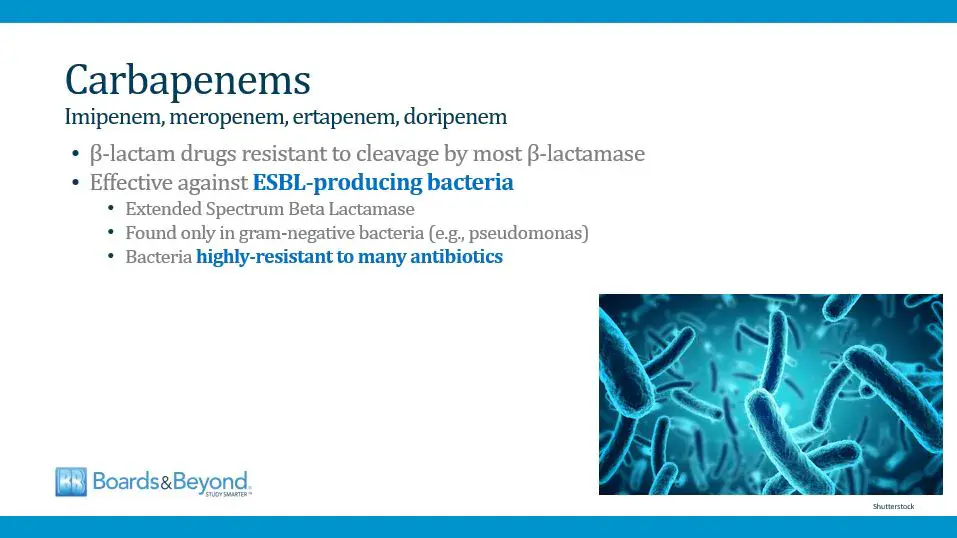 Carbapenems
Imipenem, meropenem, ertapenem, doripenem
• β-lactam drugs resistant to cleavage by most β-lactamase
• Effective against ESBL-producing bacteria
• Extended Spectrum Beta Lactamase
• Found only in gram-negative bacteria (e.g., pseudomonas)
• Bacteria highly-resistant to many antibiotics
BB Boards&Beyond.
STUDY SMARTER™
Shutterstock